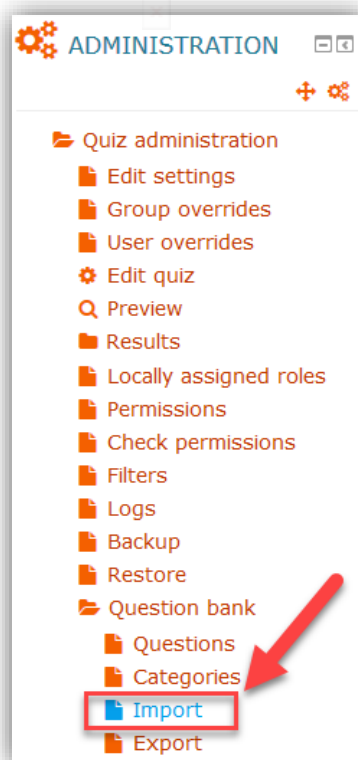 ADMINISTRATION
Quiz administration
Edit settings
Group overrides
User overrides
Edit quiz
Preview
Results
Locally assigned roles
Permissions
Check permissions
Filters
Logs
Backup
Restore
Question bank
Questions
Categories
Import
Export